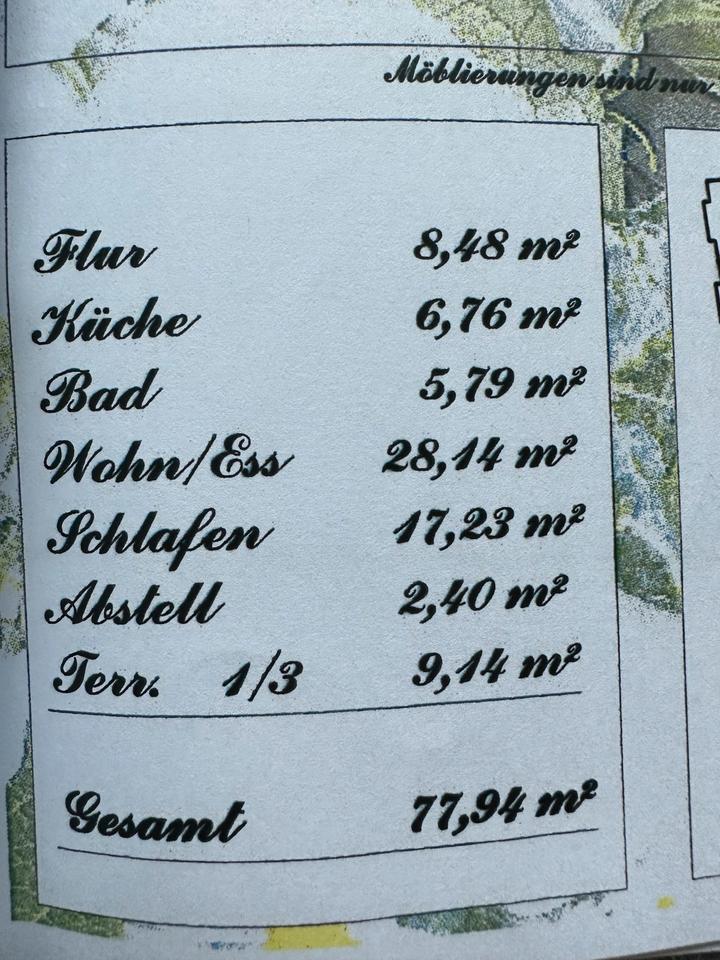 Möblierungen sind nur
Flur 8,48 m²
Küche 6,76 m²
Bad 5,79 m²
Wohn/Ess 28,14 m²
Schlafen 17,23 m²
Abstell 2,40 m²
Terr. 1/3 9,14 m²
Gesamt 77,94 m²